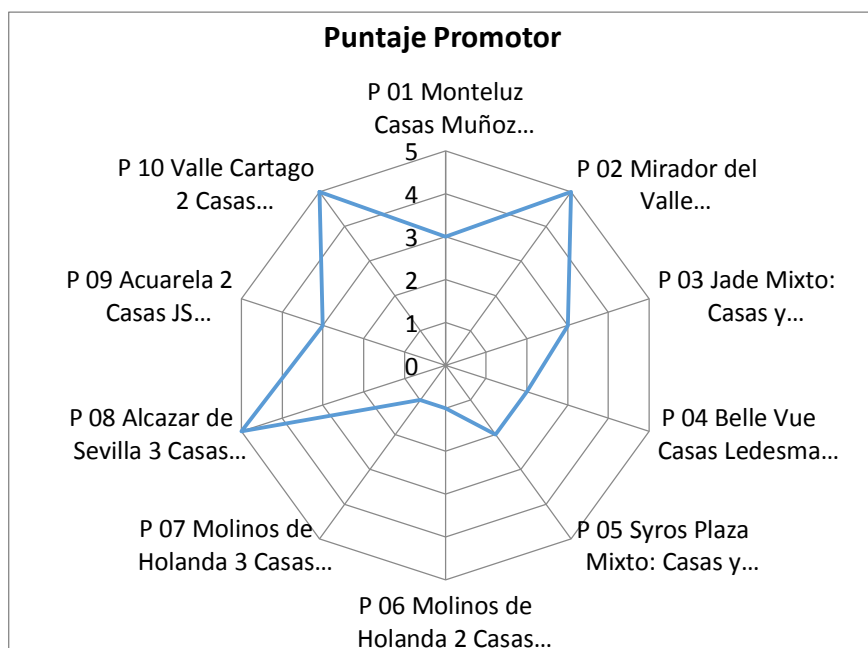 Puntaje Promotor
P 01 Monteluz
Casas Muñoz
...
P 02 Mirador del
Valle...
P 03 Jade Mixto:
Casas y...
P 04 Belle Vue
Casas Ledesma...
P 05 Syros Plaza
Mixto: Casas y...
P 06 Molinos de
Holanda 2 Casas...
P 07 Molinos de
Holanda 3 Casas...
P 08 Alcazar de
Sevilla 3 Casas...
P 09 Acuarela 2
Casas JS...
P 10 Valle Cartago
2 Casas...
5
4
3
2
1
0